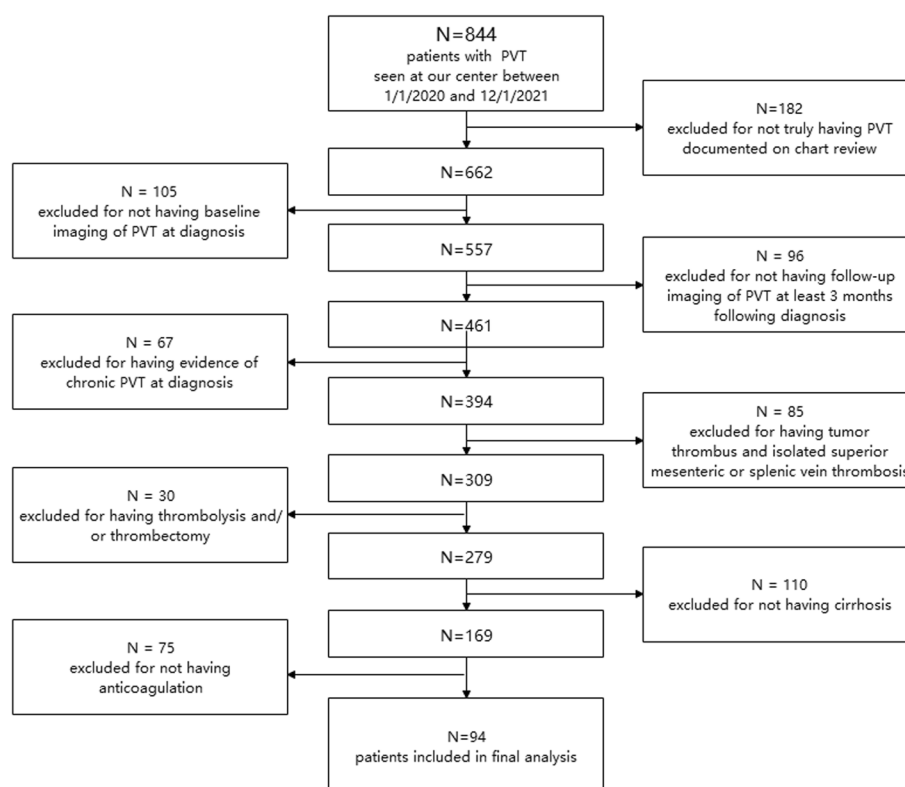 N=844
patients with PVT
seen at our center between
1/1/2020 and 12/1/2021
N=182
excluded for not truly having PVT
documented on chart review
N=662
N = 105
excluded for not having baseline
imaging of PVT at diagnosis
N=557
N = 96
excluded for not having follow-up
imaging of PVT at least 3 months
following diagnosis
N=461
N = 67
excluded for having evidence of
chronic PVT at diagnosis
N=394
N = 85
excluded for having tumor
thrombus and isolated superior
mesenteric or splenic vein thrombosis
N=309
N = 30
excluded for having thrombolysis and/
or thrombectomy
N=279
N = 110
excluded for not having cirrhosis
N=169
N = 75
excluded for not having
anticoagulation
N=94
patients included in final analysis